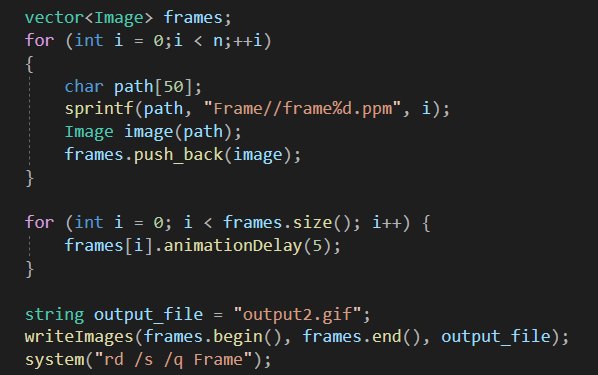 vector<Image> frames;
for (int i = 0;i < n;++i)
{
    char path[50];
    sprintf(path, "Frame//frame%d.ppm", i);
    Image image(path);
    frames.push_back(image);
}
for (int i = 0; i < frames.size(); i++) {
    frames[i].animationDelay(5);
}
string output_file = "output2.gif";
writeImages(frames.begin(), frames.end(), output_file);
system("rd /s /q Frame");